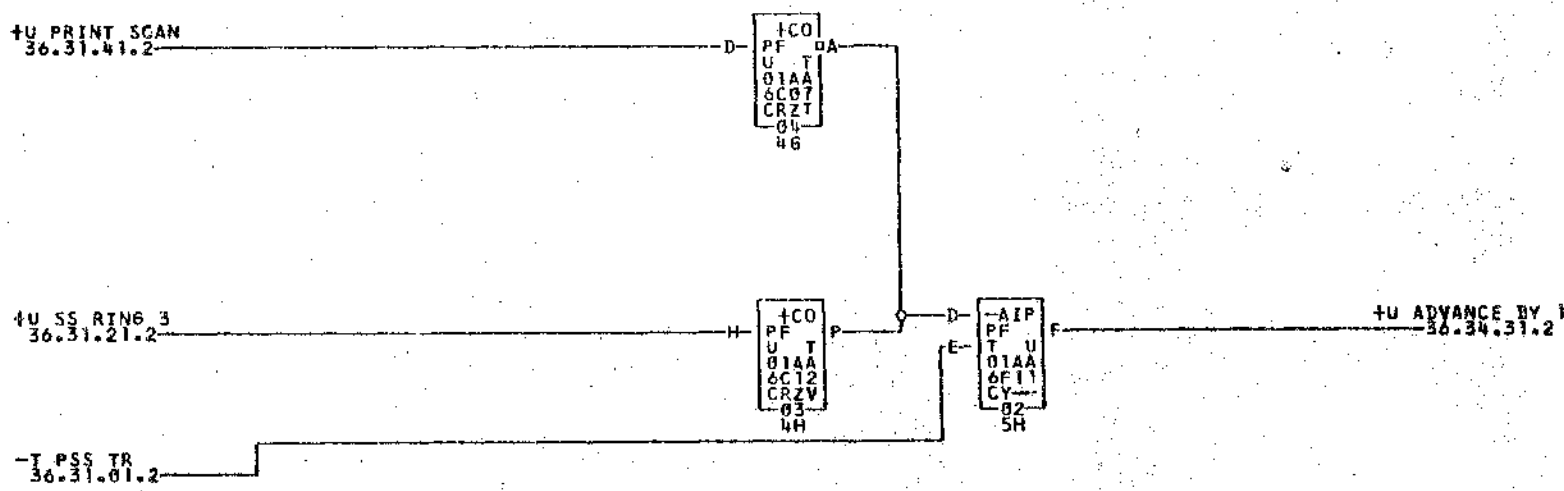 +U PRINT SCAN
36.31.41.2
D
+CO
PF
A
U T
01AA
6C07
CRZT
04
4G
+U SS RING 3
36.31.21.2
H
+CO
PF
P
U T
01AA
6C12
CRZV
03
4H
D
E
-AIP
PF
F
T U
01AA
6F11
CY--
02
5H
+U ADVANCE BY 1
36.34.31.2
-T PSS TR
36.31.01.2